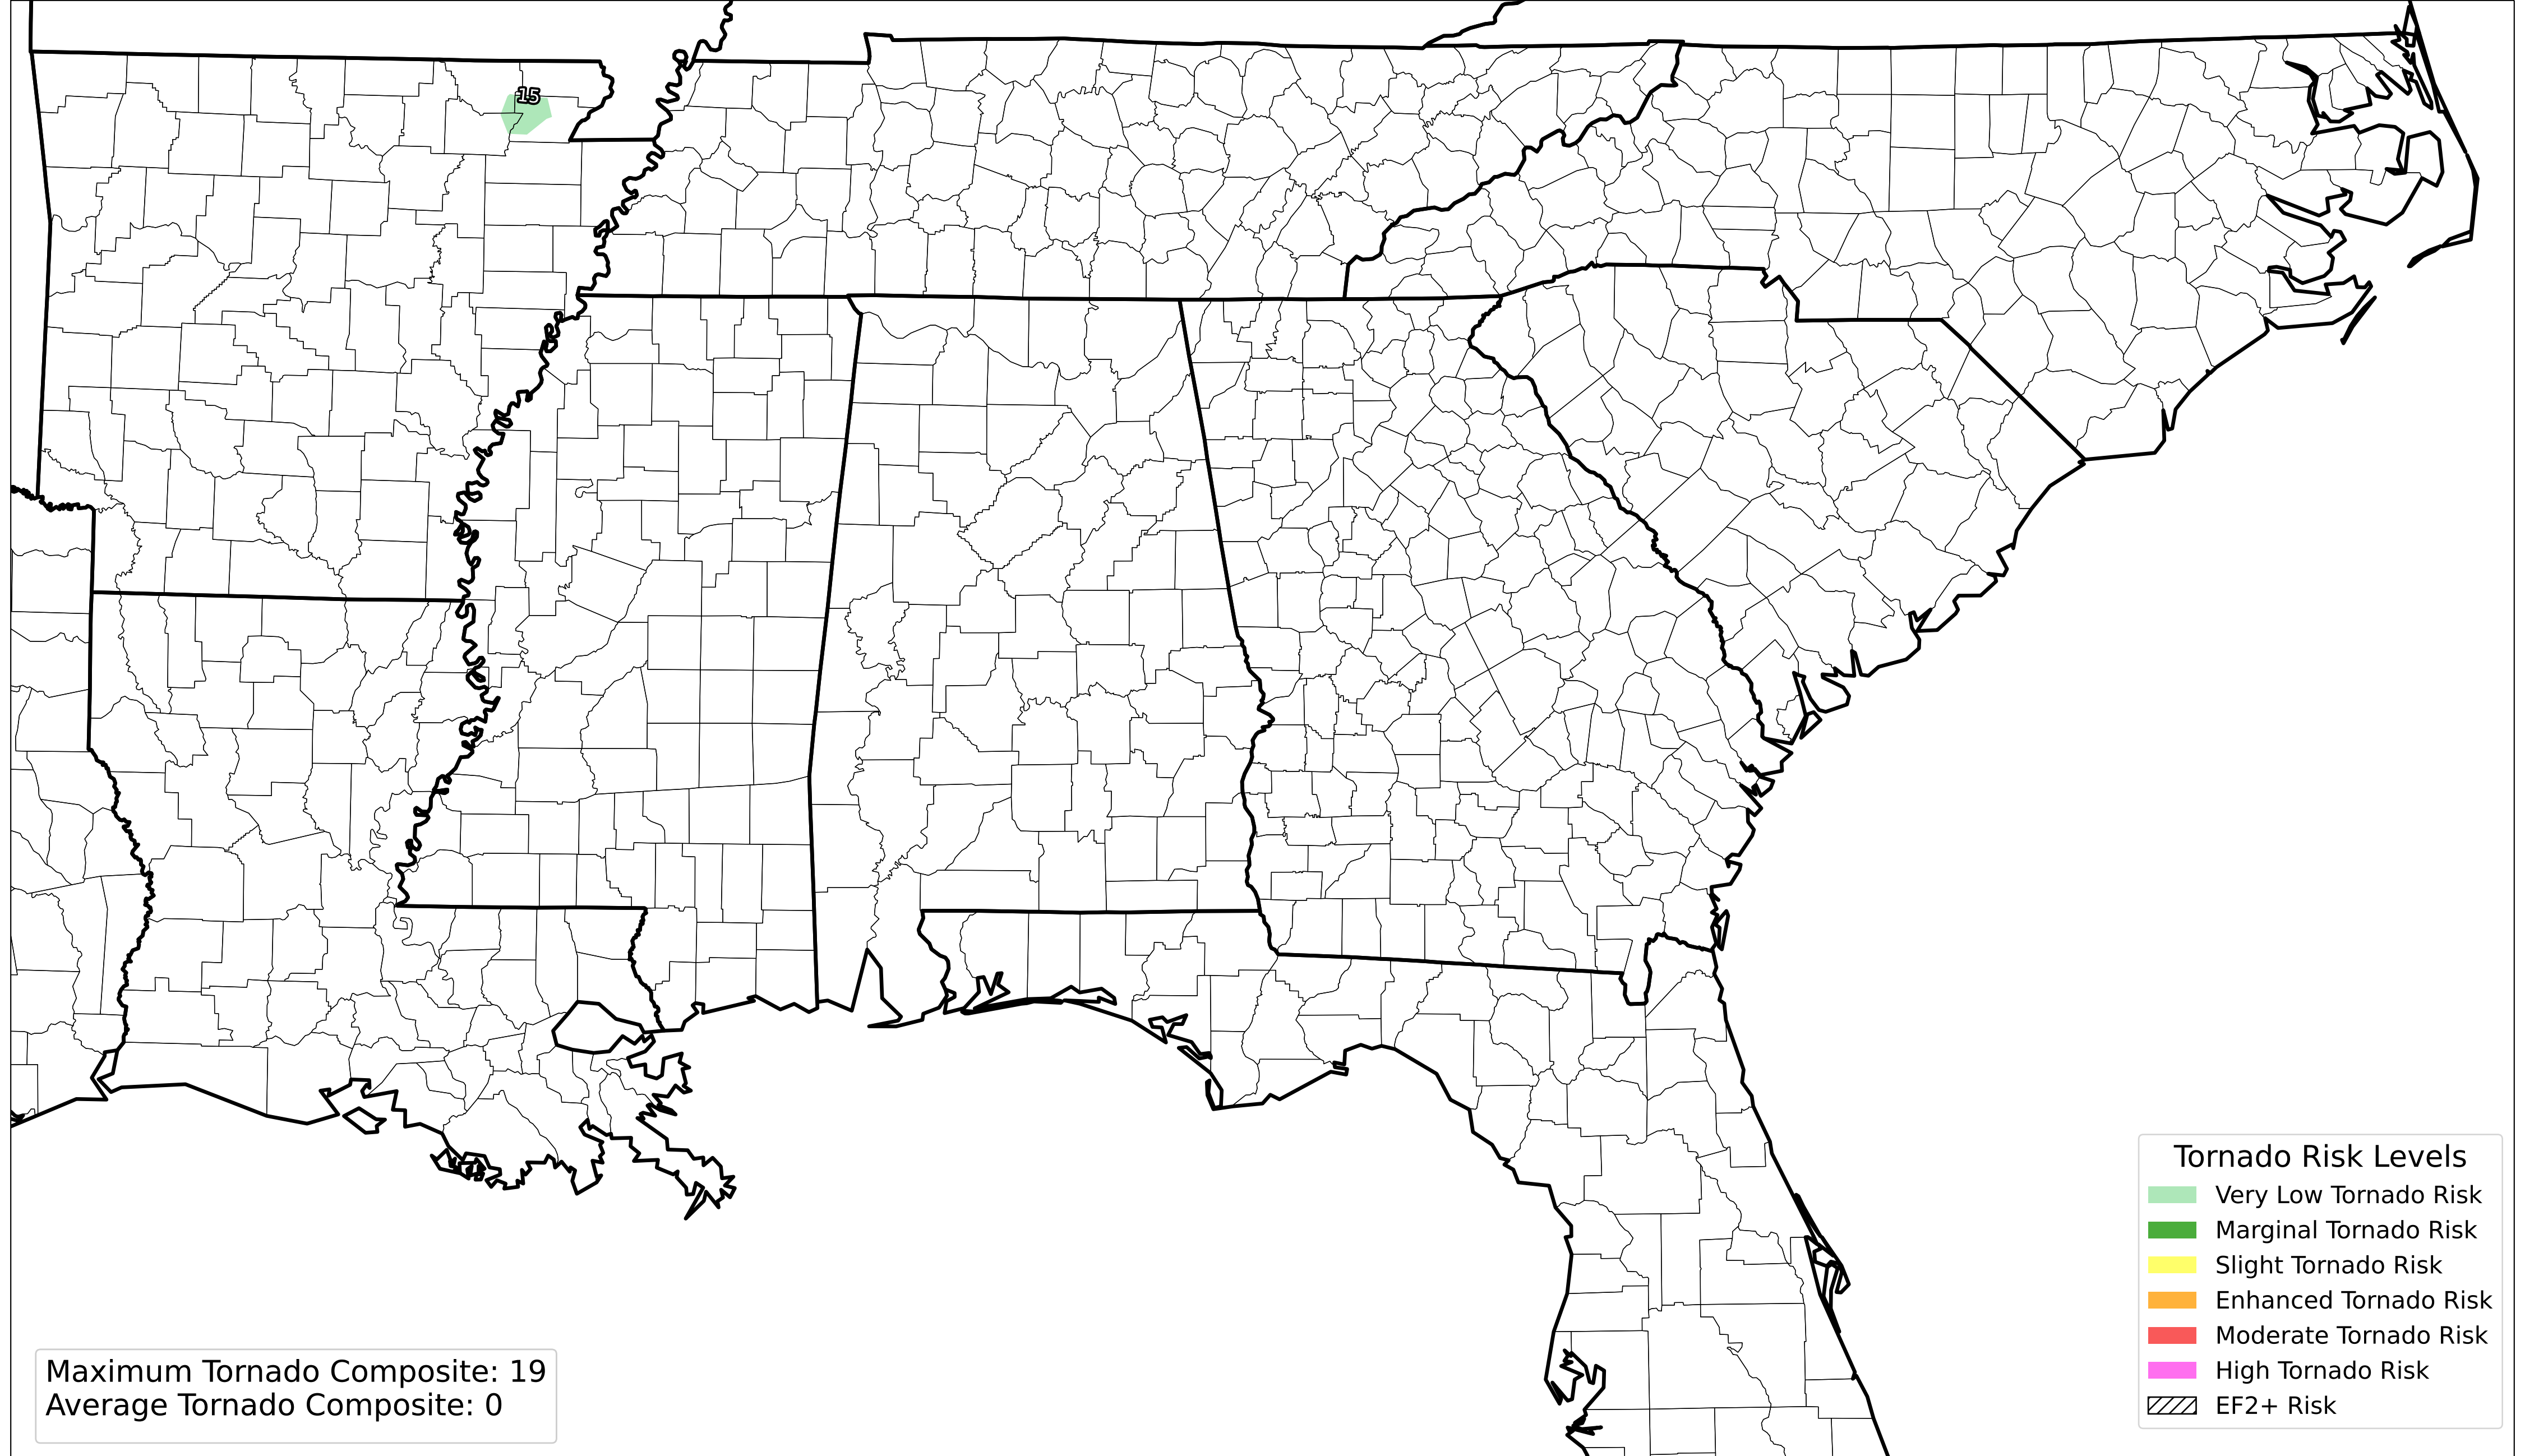 15
Tornado Risk Levels
Very Low Tornado Risk
Marginal Tornado Risk
Slight Tornado Risk
Enhanced Tornado Risk
Moderate Tornado Risk
High Tornado Risk
EF2+ Risk
Maximum Tornado Composite: 19
Average Tornado Composite: 0